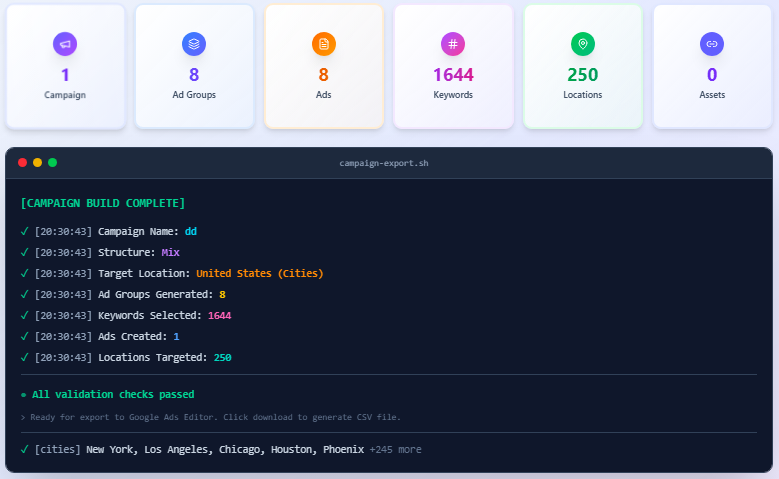 1
Campaign
8
Ad Groups
8
Ads
1644
Keywords
250
Locations
0
Assets
campaign-export.sh
[CAMPAIGN BUILD COMPLETE]
✓ [20:30:43] Campaign Name: dd
✓ [20:30:43] Structure: Mix
✓ [20:30:43] Target Location: United States (Cities)
✓ [20:30:43] Ad Groups Generated: 8
✓ [20:30:43] Keywords Selected: 1644
✓ [20:30:43] Ads Created: 1
✓ [20:30:43] Locations Targeted: 250
● All validation checks passed
> Ready for export to Google Ads Editor. Click download to generate CSV file.
✓ [cities] New York, Los Angeles, Chicago, Houston, Phoenix +245 more